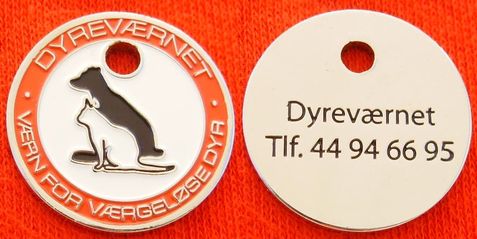 DYREVÆRNET
· VÆRN FOR VÆRGELØSE DYR ·
Dyreværnet
Tlf. 44 94 66 95